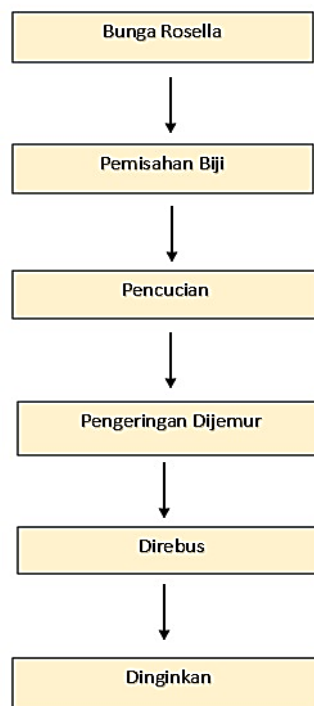 Bunga Rosella
Pemisahan Biji
Pencucian
Pengeringan Dijemur
Direbus
Dinginkan